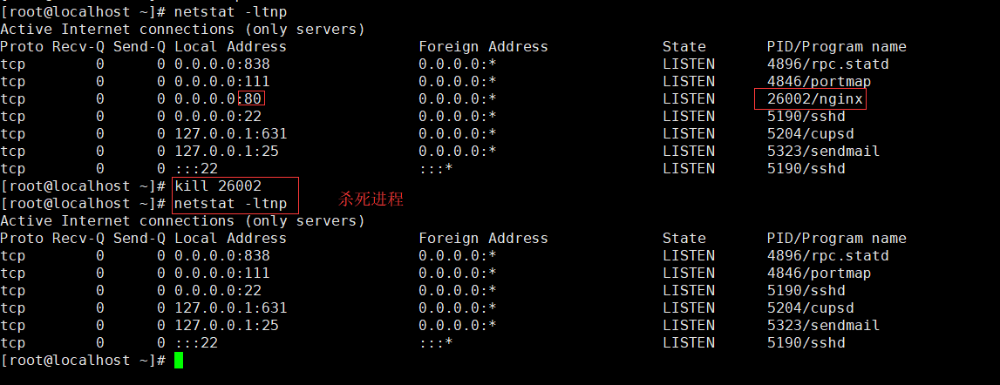 [root@localhost ~]# netstat -ltnp
Active Internet connections (only servers)
Proto Recv-Q Send-Q Local Address               Foreign Address             State       PID/Program name
tcp        0      0 0.0.0.0:838                 0.0.0.0:*                   LISTEN      4896/rpc.statd
tcp        0      0 0.0.0.0:111                 0.0.0.0:*                   LISTEN      4846/portmap
tcp        0      0 0.0.0.0:80                  0.0.0.0:*                   LISTEN      26002/nginx
tcp        0      0 0.0.0.0:22                  0.0.0.0:*                   LISTEN      5190/sshd
tcp        0      0 127.0.0.1:631               0.0.0.0:*                   LISTEN      5204/cupsd
tcp        0      0 127.0.0.1:25                0.0.0.0:*                   LISTEN      5323/sendmail
tcp        0      0 :::22                       :::*                        LISTEN      5190/sshd
[root@localhost ~]# kill 26002
杀死进程
[root@localhost ~]# netstat -ltnp
Active Internet connections (only servers)
Proto Recv-Q Send-Q Local Address               Foreign Address             State       PID/Program name
tcp        0      0 0.0.0.0:838                 0.0.0.0:*                   LISTEN      4896/rpc.statd
tcp        0      0 0.0.0.0:111                 0.0.0.0:*                   LISTEN      4846/portmap
tcp        0      0 0.0.0.0:22                  0.0.0.0:*                   LISTEN      5190/sshd
tcp        0      0 127.0.0.1:631               0.0.0.0:*                   LISTEN      5204/cupsd
tcp        0      0 127.0.0.1:25                0.0.0.0:*                   LISTEN      5323/sendmail
tcp        0      0 :::22                       :::*                        LISTEN      5190/sshd
[root@localhost ~]#